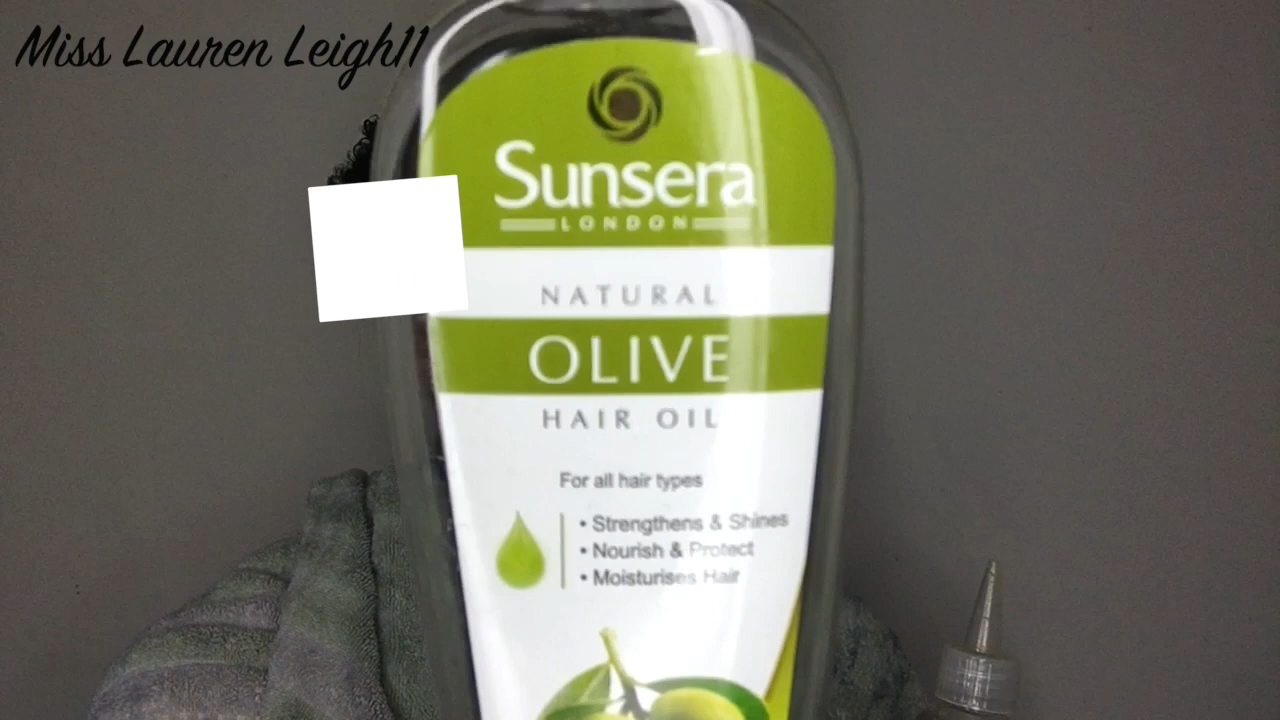 Miss Lauren Leigh11
Sunsera
LONDON
NATURAL
OLIVE
HAIR OIL
For all hair types
• Strengthens & Shines
• Nourish & Protect
• Moisturises Hair